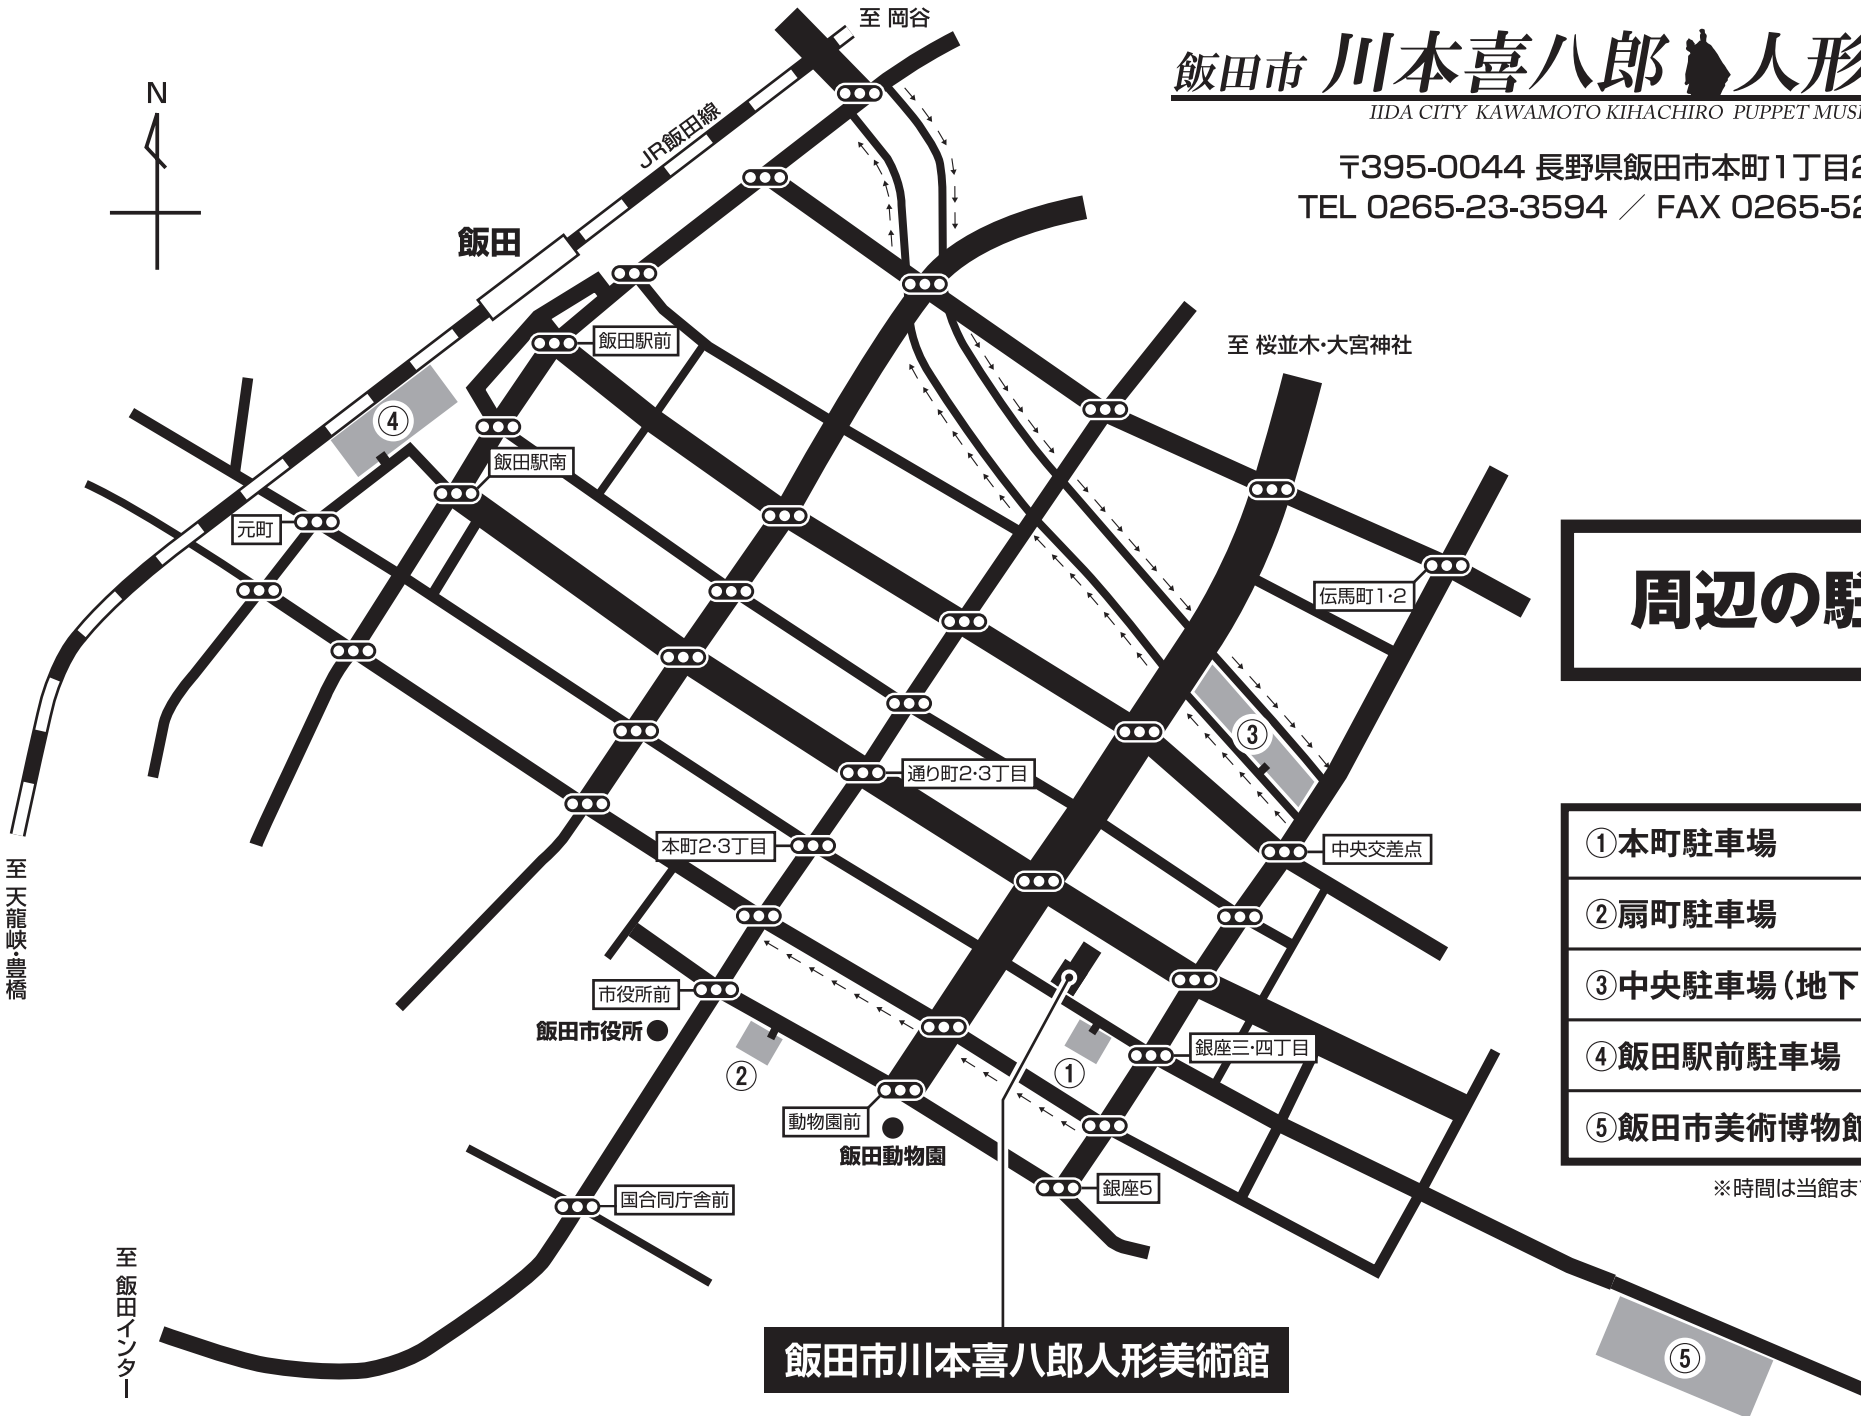 至 岡谷
飯田市 川本喜八郎 人形
IIDA CITY KAWAMOTO KIHACHIRO PUPPET MUSE
〒395-0044 長野県飯田市本町1丁目2
TEL 0265-23-3594 ／ FAX 0265-52
N
JR飯田線
飯田
飯田駅前
至 桜並木・大宮神社
④
飯田駅南
元町
伝馬町1・2
周辺の駐
③
通り町2・3丁目
本町2・3丁目
中央交差点
①本町駐車場
②扇町駐車場
③中央駐車場（地下
④飯田駅前駐車場
⑤飯田市美術博物館
※時間は当館ま
至 天龍峡・豊橋
市役所前
飯田市役所
②
①
銀座三・四丁目
動物園前
飯田動物園
銀座5
国合同庁舎前
至 飯田インター
飯田市川本喜八郎人形美術館
⑤